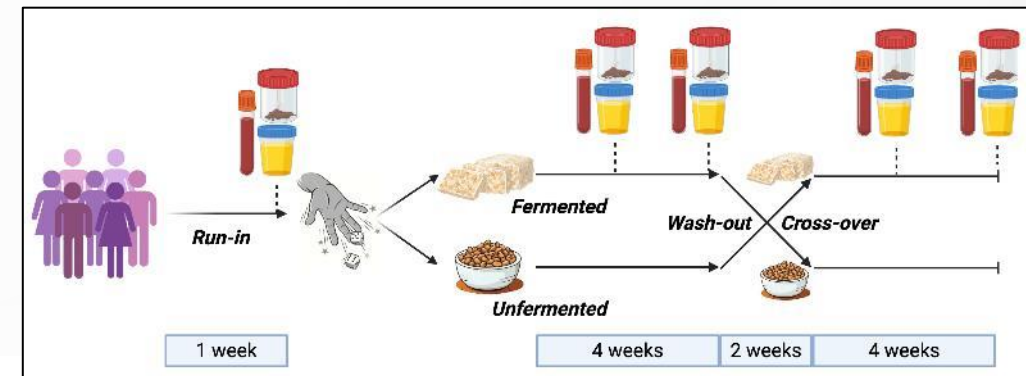 Run-in
Fermented
Unfermented
Wash-out
Cross-over
1 week
4 weeks
2 weeks
4 weeks